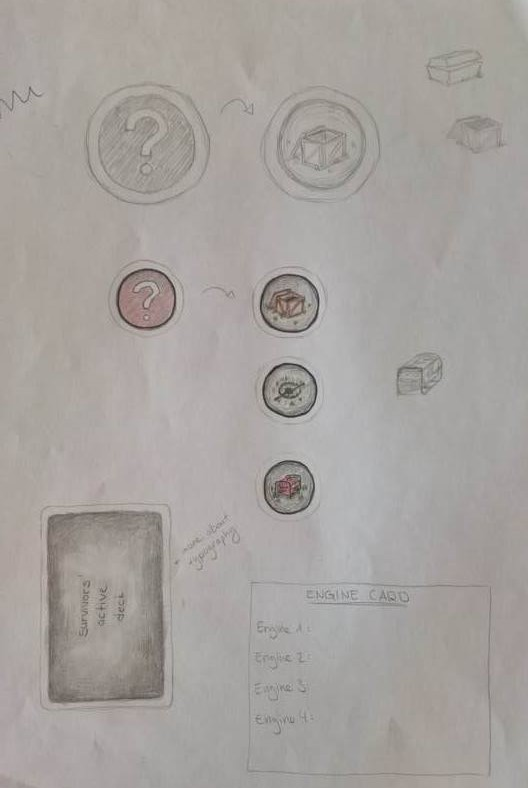 ?
?
Survivors'
active
deck
more about
typography
ENGINE CARD
Engine 1:
Engine 2:
Engine 3:
Engine 4: